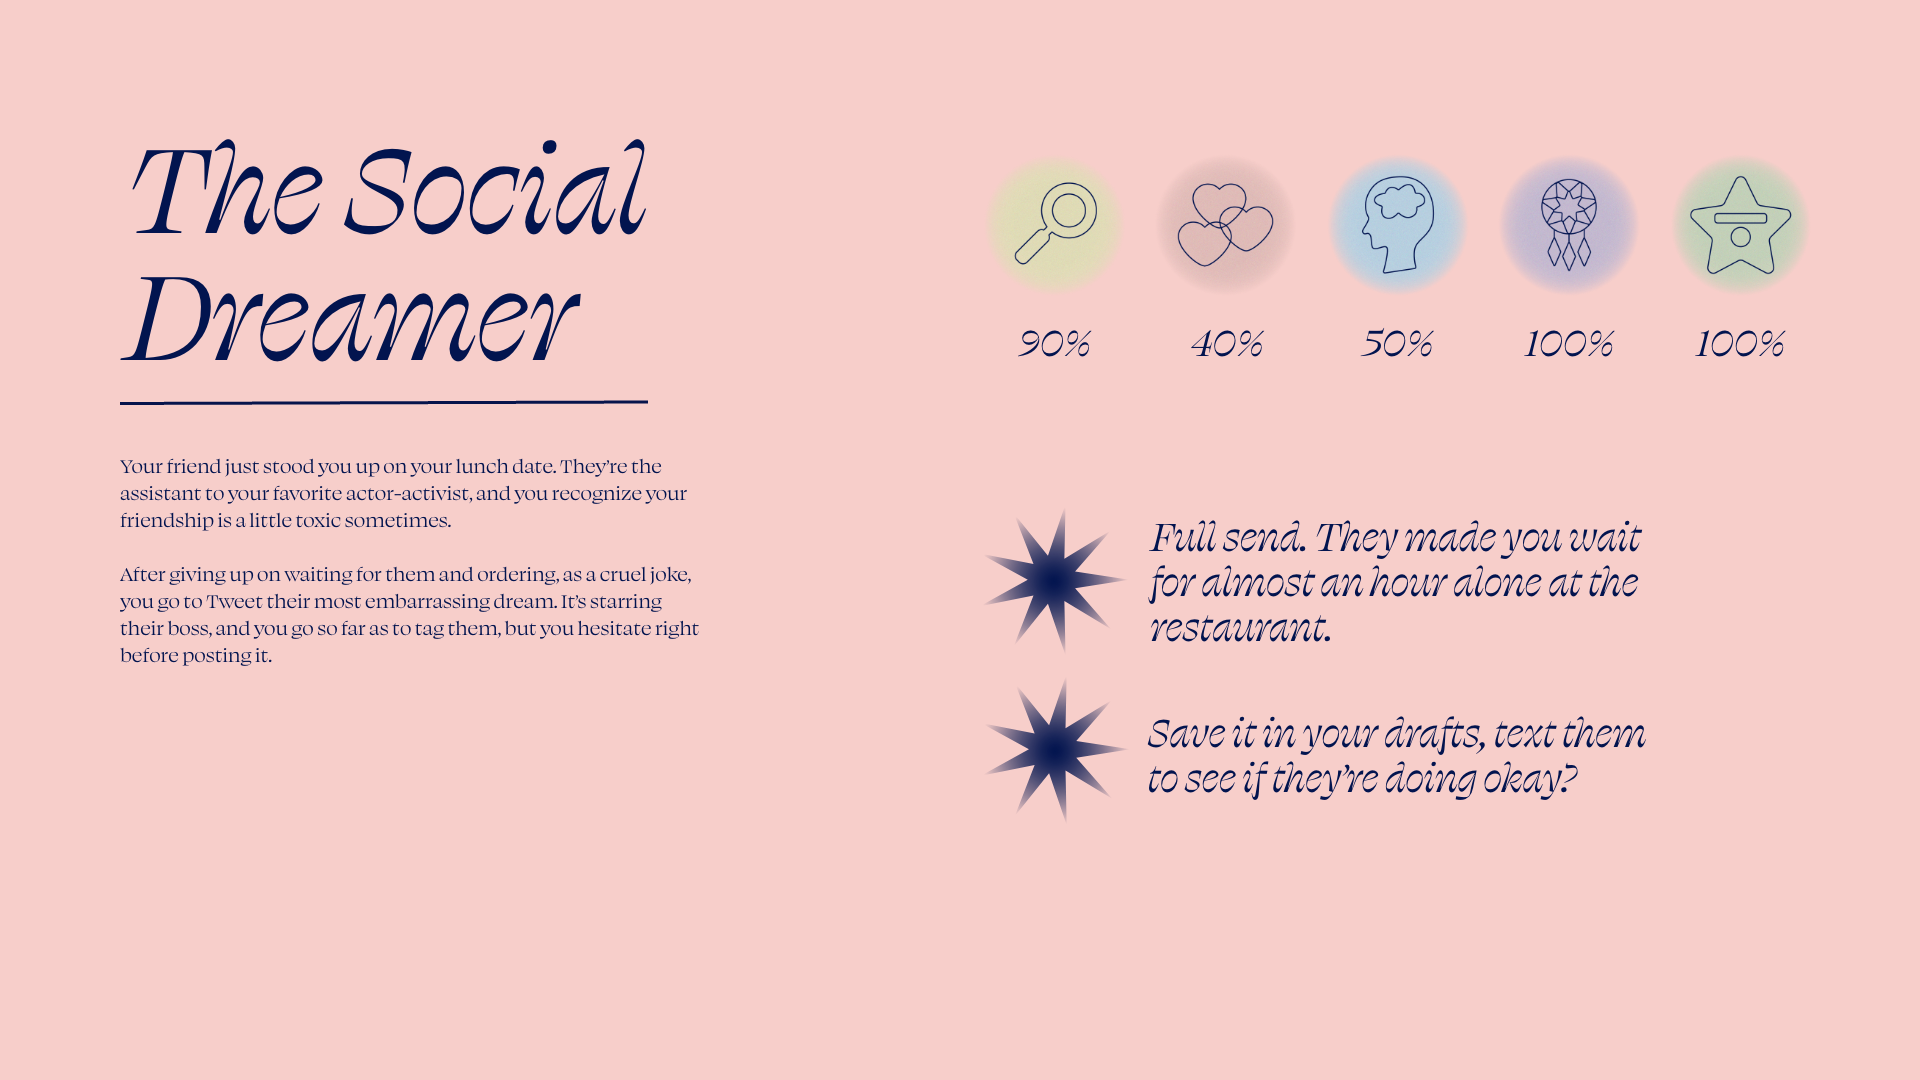 The Social
Dreamer
Your friend just stood you up on your lunch date. They’re the
assistant to your favorite actor-activist, and you recognize your
friendship is a little toxic sometimes.
After giving up on waiting for them and ordering, as a cruel joke,
you go to Tweet their most embarrassing dream. It’s starring
their boss, and you go so far as to tag them, but you hesitate right
before posting it.
90% 40% 50% 100% 100%
Full send. They made you wait
for almost an hour alone at the
restaurant.
Save it in your drafts, text them
to see if they’re doing okay?